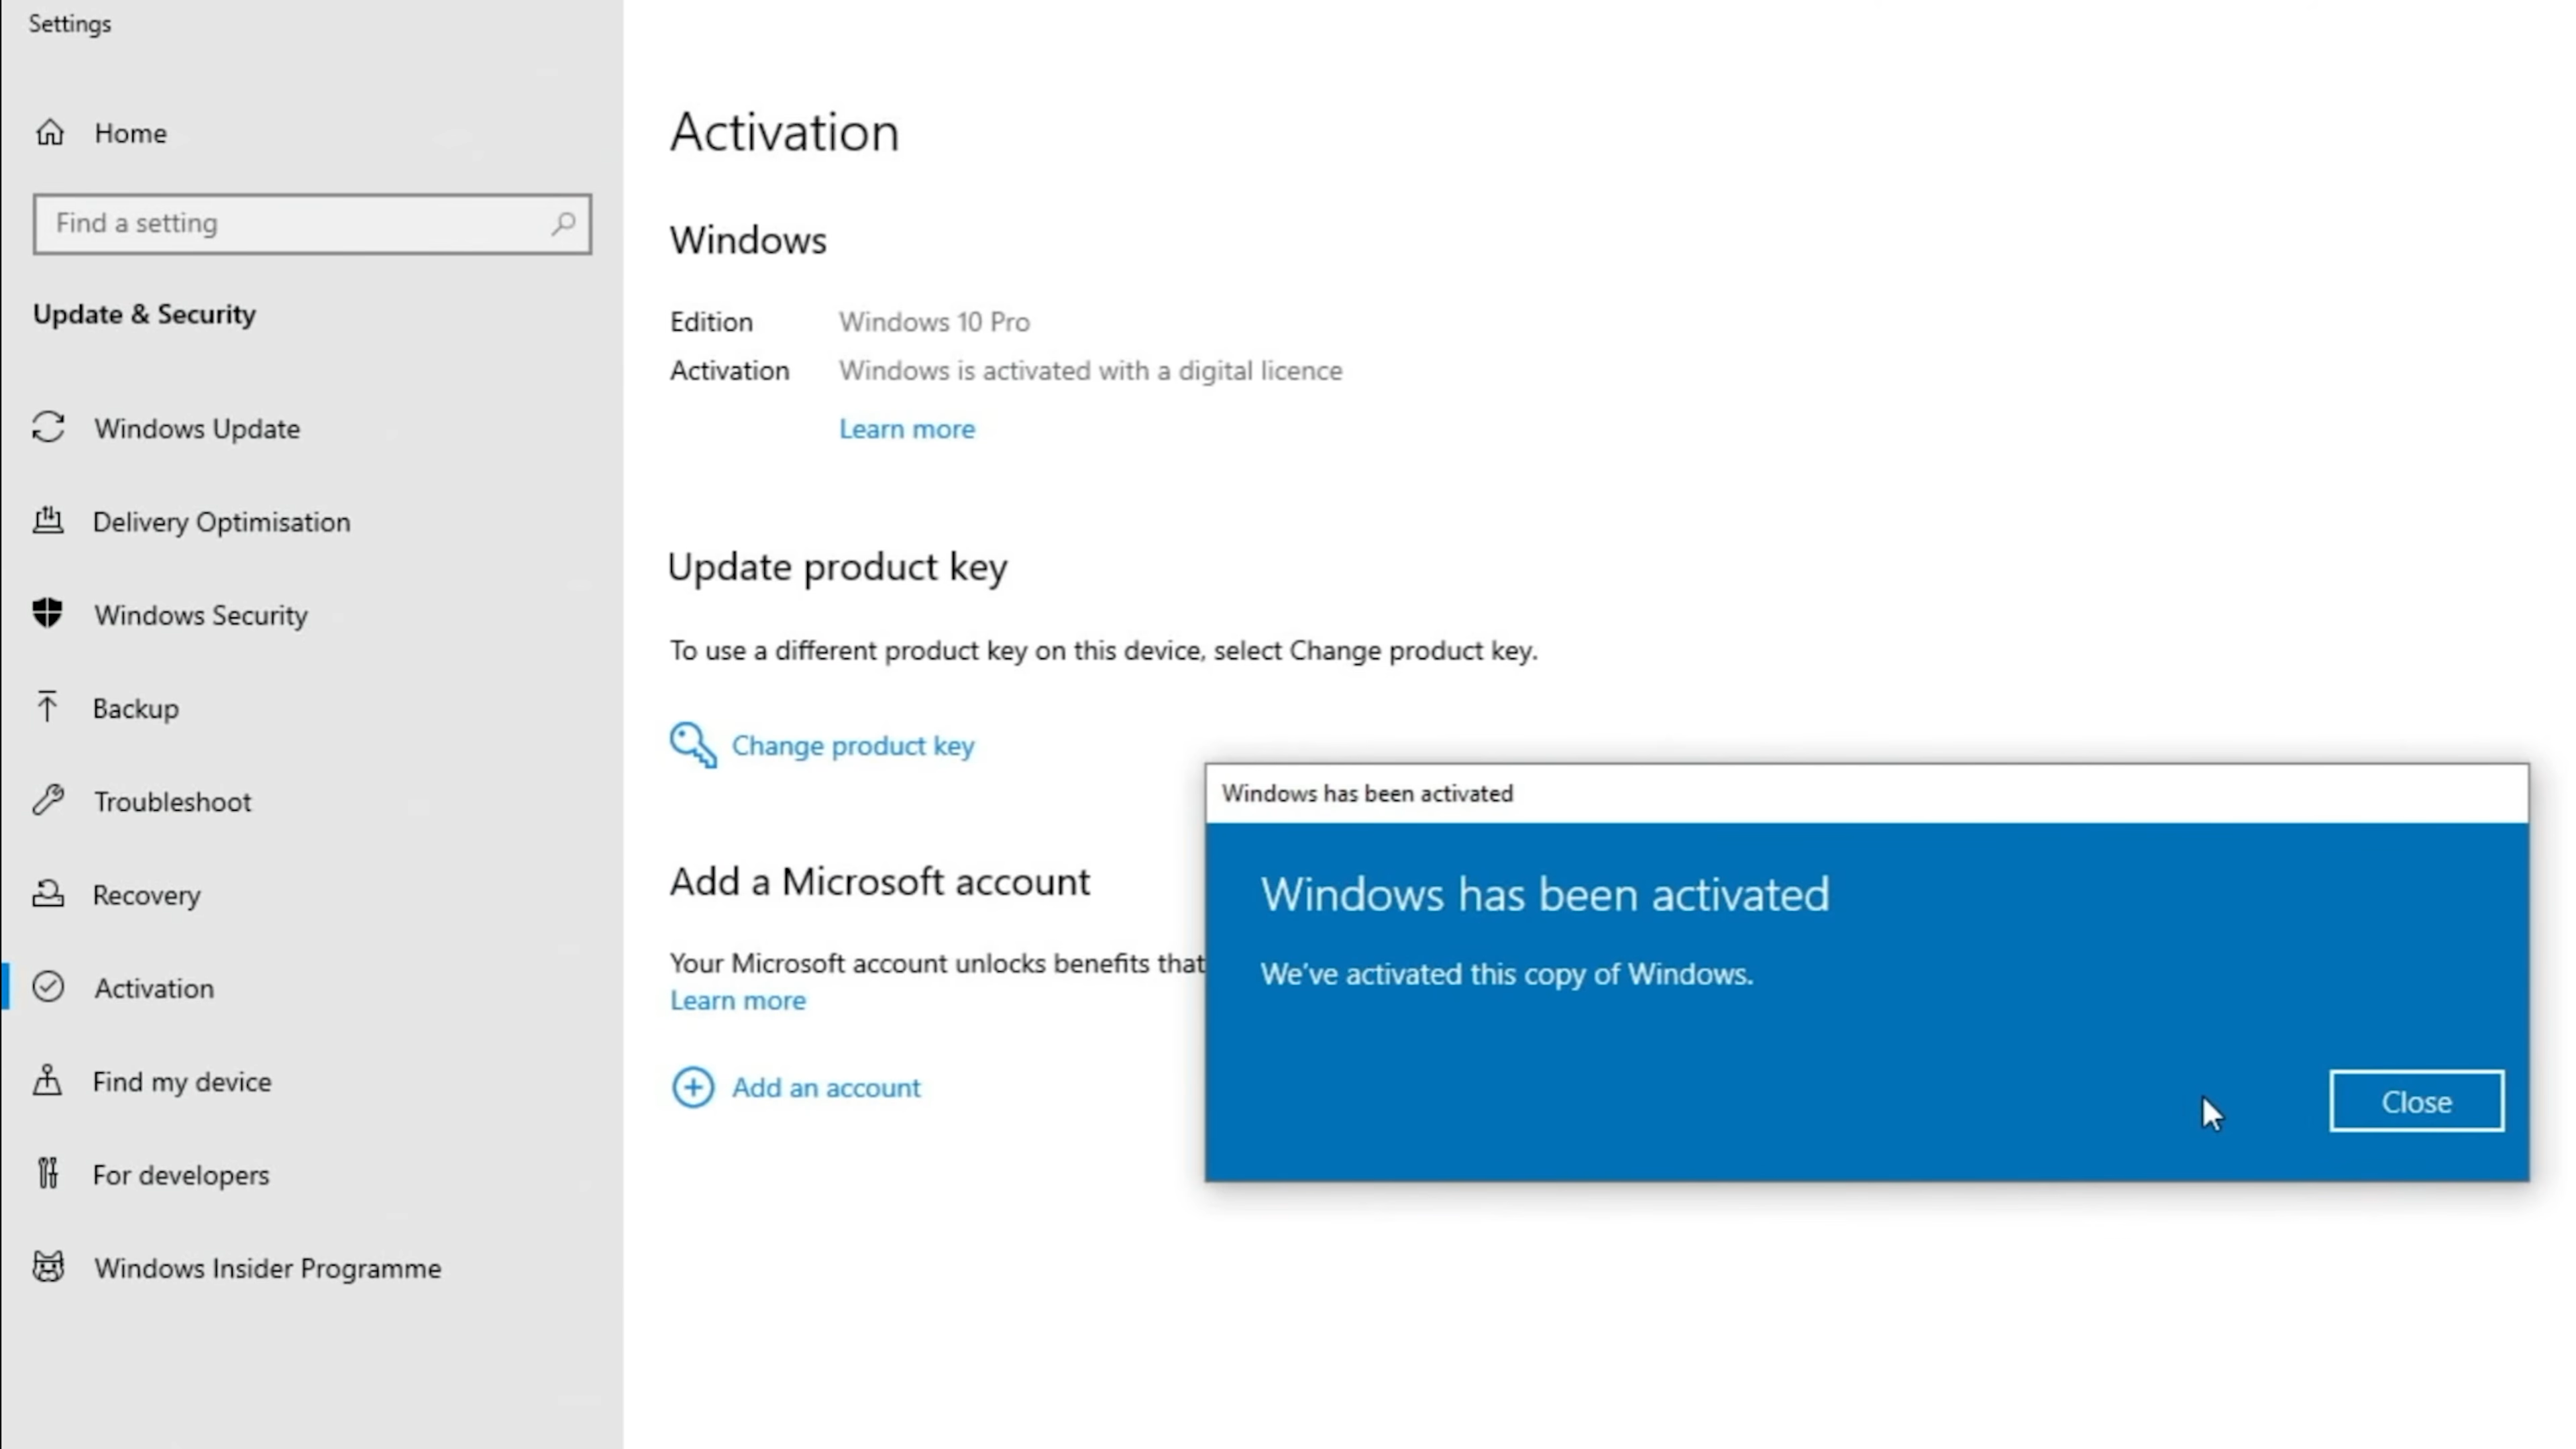 Settings
Home
Find a setting
Update & Security
Windows Update
Delivery Optimisation
Windows Security
Backup
Troubleshoot
Recovery
Activation
Find my device
For developers
Windows Insider Programme
Activation
Windows
Edition Windows 10 Pro
Activation Windows is activated with a digital licence
Learn more
Update product key
To use a different product key on this device, select Change product key.
Change product key
Add a Microsoft account
Your Microsoft account unlocks benefits that
Learn more
Add an account
Windows has been activated
Windows has been activated
We've activated this copy of Windows.
Close